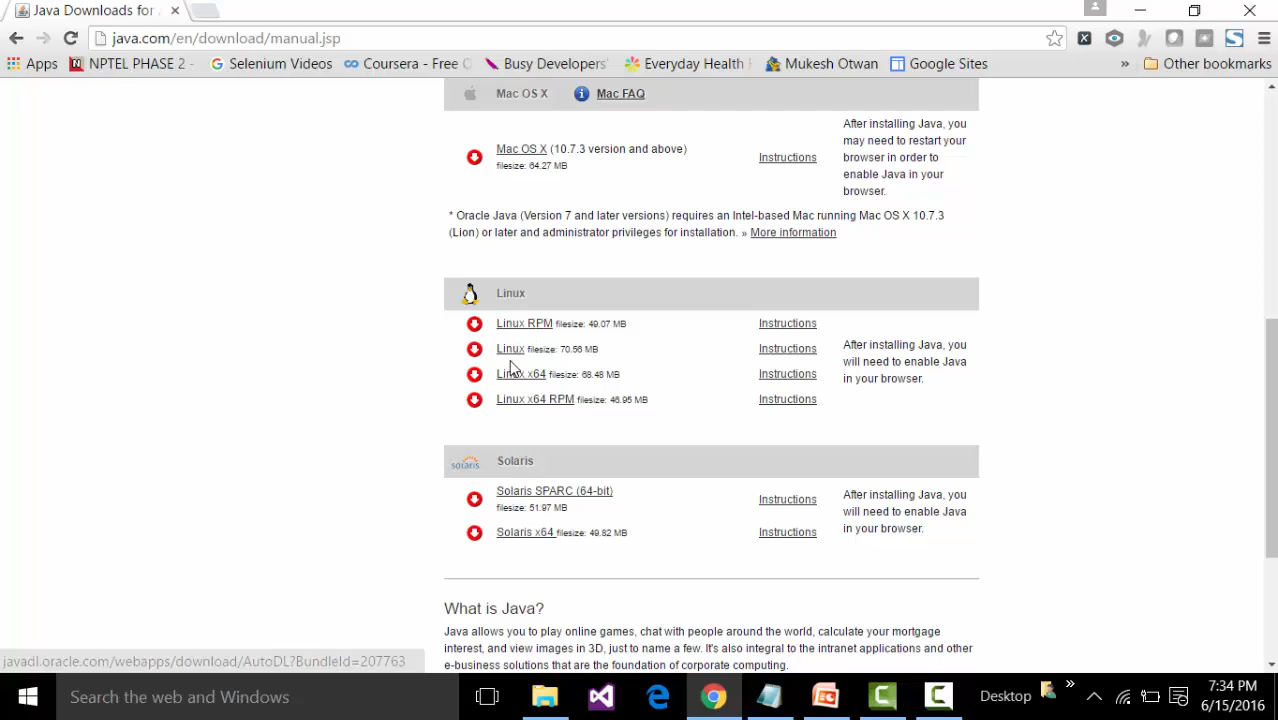 Java Downloads for
java.com/en/download/manual.jsp
Apps NPTEL PHASE 2 - Selenium Videos Coursera - Free Busy Developers' Everyday Health Mukesh Otwani Google Sites » Other bookmarks
Mac OS X Mac FAQ
Mac OS X (10.7.3 version and above)
filesize: 64.27 MB
Instructions
After installing Java, you
may need to restart your
browser in order to
enable Java in your
browser.
* Oracle Java (Version 7 and later versions) requires an Intel-based Mac running Mac OS X 10.7.3
(Lion) or later and administrator privileges for installation. » More information
Linux
Linux RPM filesize: 49.07 MB Instructions
Linux filesize: 70.56 MB Instructions
Linux x64 filesize: 68.48 MB Instructions
Linux x64 RPM filesize: 46.95 MB Instructions
After installing Java, you
will need to enable Java
in your browser.
solaris Solaris
Solaris SPARC (64-bit)
filesize: 51.97 MB
Instructions
Solaris x64 filesize: 49.82 MB Instructions
After installing Java, you
will need to enable Java
in your browser.
What is Java?
Java allows you to play online games, chat with people around the world, calculate your mortgage
interest, and view images in 3D, just to name a few. It's also integral to the intranet applications and other
e-business solutions that are the foundation of corporate computing.
javadl.oracle.com/webapps/download/AutoDL?BundleId=207763
Search the web and Windows
Desktop »
7:34 PM
6/15/2016